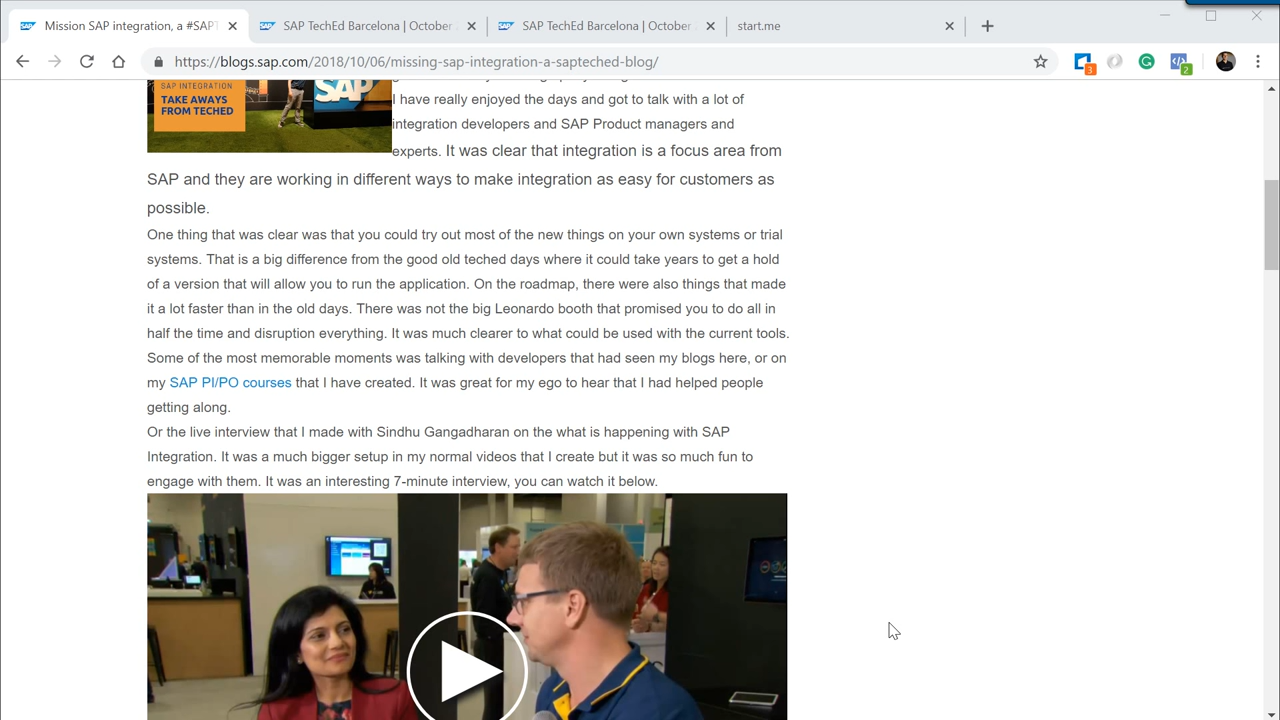 Mission SAP integration, a #SAPT
SAP TechEd Barcelona | October
SAP TechEd Barcelona | October
start.me
https://blogs.sap.com/2018/10/06/missing-sap-integration-a-sapteched-blog/
3
2
SAP INTEGRATION
TAKE AWAYS
FROM TECHED
SAP
I have really enjoyed the days and got to talk with a lot of
integration developers and SAP Product managers and
experts. It was clear that integration is a focus area from
SAP and they are working in different ways to make integration as easy for customers as
possible.
One thing that was clear was that you could try out most of the new things on your own systems or trial
systems. That is a big difference from the good old teched days where it could take years to get a hold
of a version that will allow you to run the application. On the roadmap, there were also things that made
it a lot faster than in the old days. There was not the big Leonardo booth that promised you to do all in
half the time and disruption everything. It was much clearer to what could be used with the current tools.
Some of the most memorable moments was talking with developers that had seen my blogs here, or on
my SAP PI/PO courses that I have created. It was great for my ego to hear that I had helped people
getting along.
Or the live interview that I made with Sindhu Gangadharan on the what is happening with SAP
Integration. It was a much bigger setup in my normal videos that I create but it was so much fun to
engage with them. It was an interesting 7-minute interview, you can watch it below.